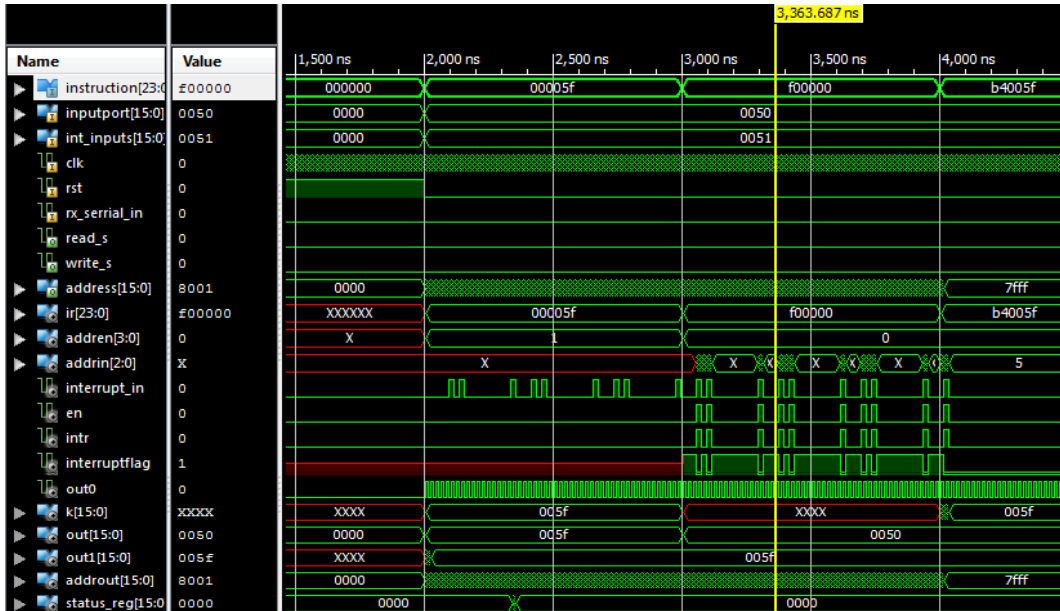 3,363.687 ns
Name Value 1,500 ns 2,000 ns 2,500 ns 3,000 ns 3,500 ns 4,000 ns
instruction[23:0 f00000 000000 00005f f00000 b4005f
inputport[15:0] 0050 0000 0050
int_inputs[15:0] 0051 0000 0051
clk 0
rst 0
rx_serrial_in 0
read_s 0
write_s 0
address[15:0] 8001 0000 7fff
ir[23:0] f00000 XXXXXX 00005f f00000 b4005f
addren[3:0] 0 X 1 0
addrin[2:0] X X X X X X X 5
interrupt_in 0
en 0
intr 0
interruptflag 1
out0 0
k[15:0] XXXX XXXX 005f XXXX 005f
out[15:0] 0050 0000 005f 0050
out1[15:0] 005f XXXX 005f
addrout[15:0] 8001 0000 7fff
status_reg[15:0 0000 0000 0000